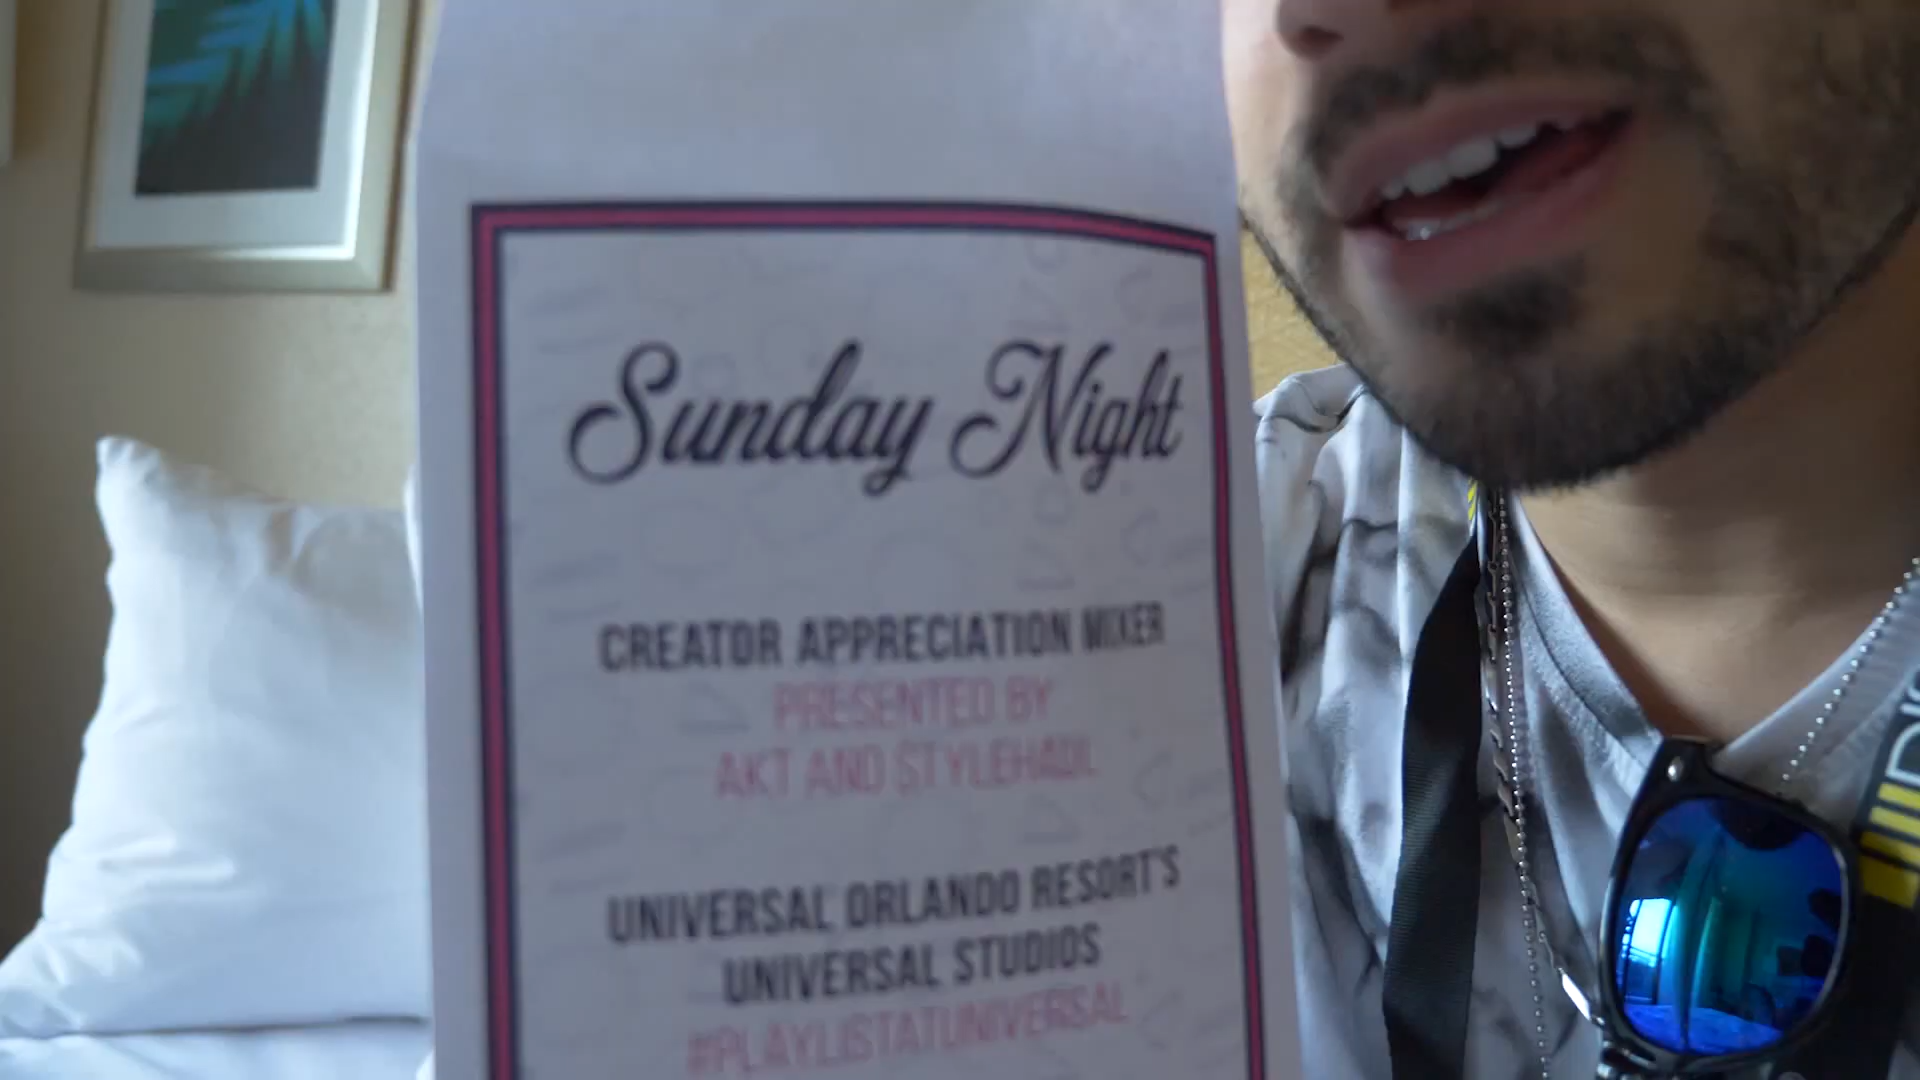 Sunday Night
CREATOR APPRECIATION MIXER
PRESENTED BY
AKT AND STYLEHAUL
UNIVERSAL ORLANDO RESORT'S
UNIVERSAL STUDIOS
#PLAYLISTATUNIVERSAL